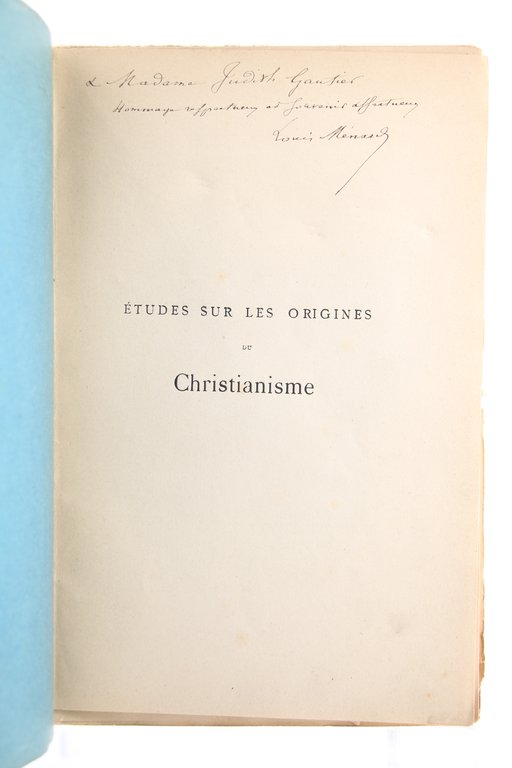 à Madame Judith Gautier
Hommage respectueux et souvenir affectueux
Louis Ménard
ÉTUDES SUR LES ORIGINES
DU
Christianisme